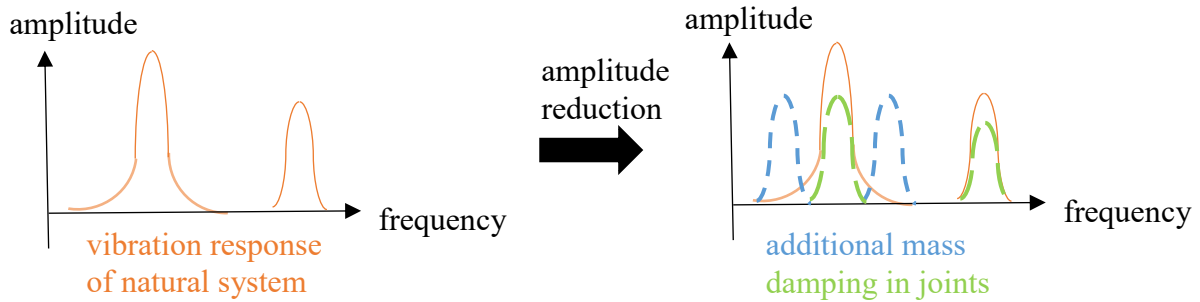 amplitude
frequency
vibration response
of natural system
amplitude
reduction
amplitude
frequency
additional mass
damping in joints